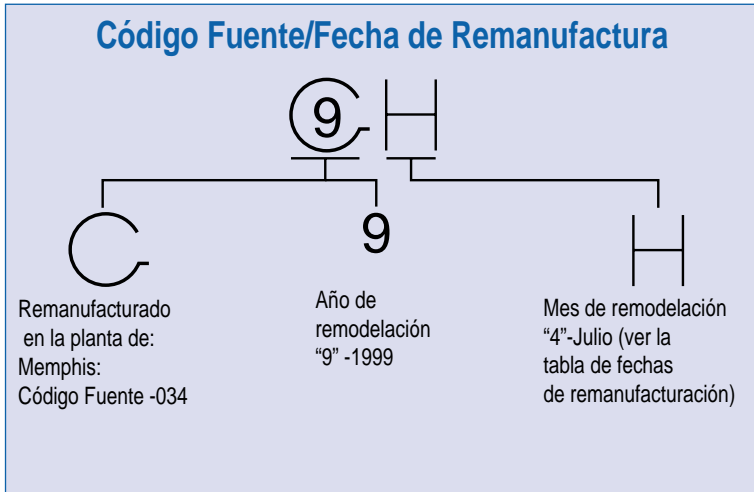 Código Fuente/Fecha de Remanufactura
C 9 H
C
9
H
Remanufacturado
en la planta de:
Memphis:
Código Fuente -034
Año de
remodelación
“9” -1999
Mes de remodelación
“4”-Julio (ver la
tabla de fechas
de remanufacturación)